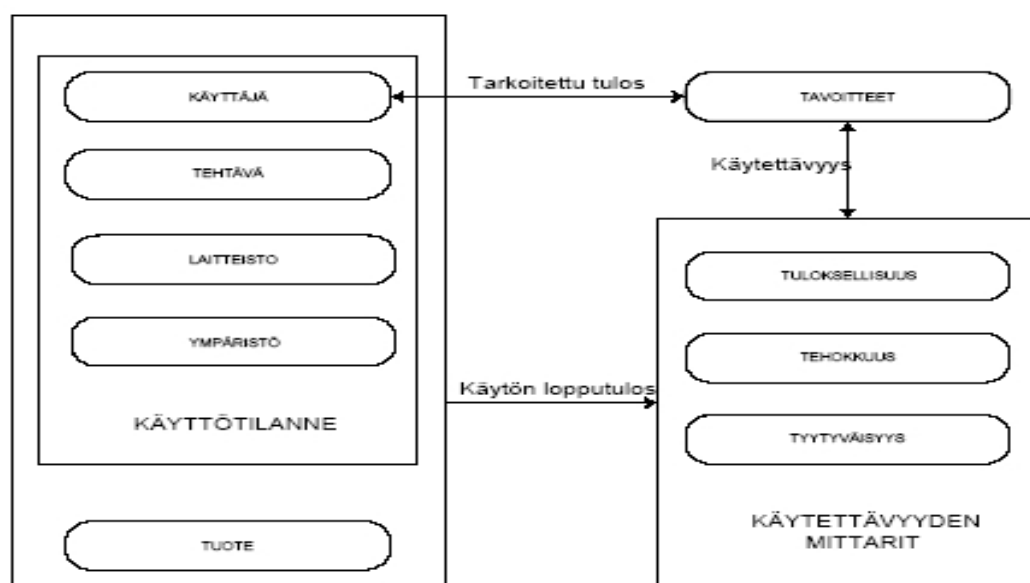 KÄYTTÄJÄ
Tarkoitettu tulos
TAVOITTEET
TEHTÄVÄ
Käytettävyys
LAITTEISTO
TULOKSELLISUUS
YMPÄRISTÖ
TEHOKKUUS
Käytön lopputulos
KÄYTTÖTILANNE
TYYTYVÄISYYS
TUOTE
KÄYTETTÄVYYDEN
MITTARIT